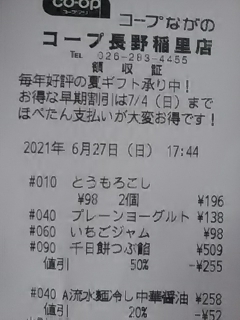 CO-OP
コープながの
コープ長野稲里店
TEL 026-283-4455
領収証
毎年好評の夏ギフト承り中!
お得な早期割引は7/4(日)まで
ほぺたん支払いが大変お得です!
2021年 6月27日(日) 17:44
#010 とうもろこし
¥98 2個 ¥196
#040 プレーンヨーグルト ¥138
#060 いちごジャム ¥98
#090 千日餅つぶ餡 ¥509
値引 50% -¥255
#040 A流水麺冷し中華醤油 ¥258
値引 20% -¥52